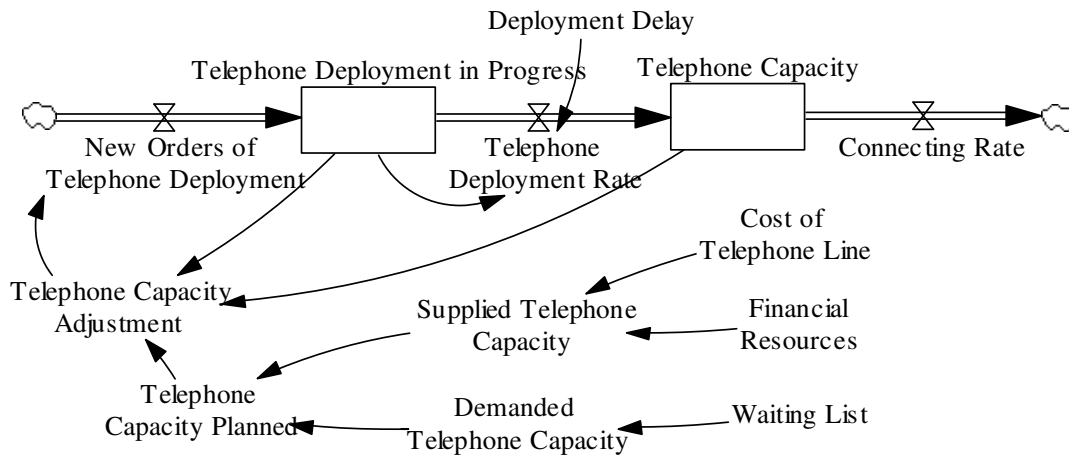 Deployment Delay
Telephone Deployment in Progress
Telephone Capacity
New Orders of
Telephone Deployment
Telephone
Deployment Rate
Connecting Rate
Cost of
Telephone Line
Telephone Capacity
Adjustment
Supplied Telephone
Capacity
Financial
Resources
Telephone
Capacity Planned
Demanded
Telephone Capacity
Waiting List